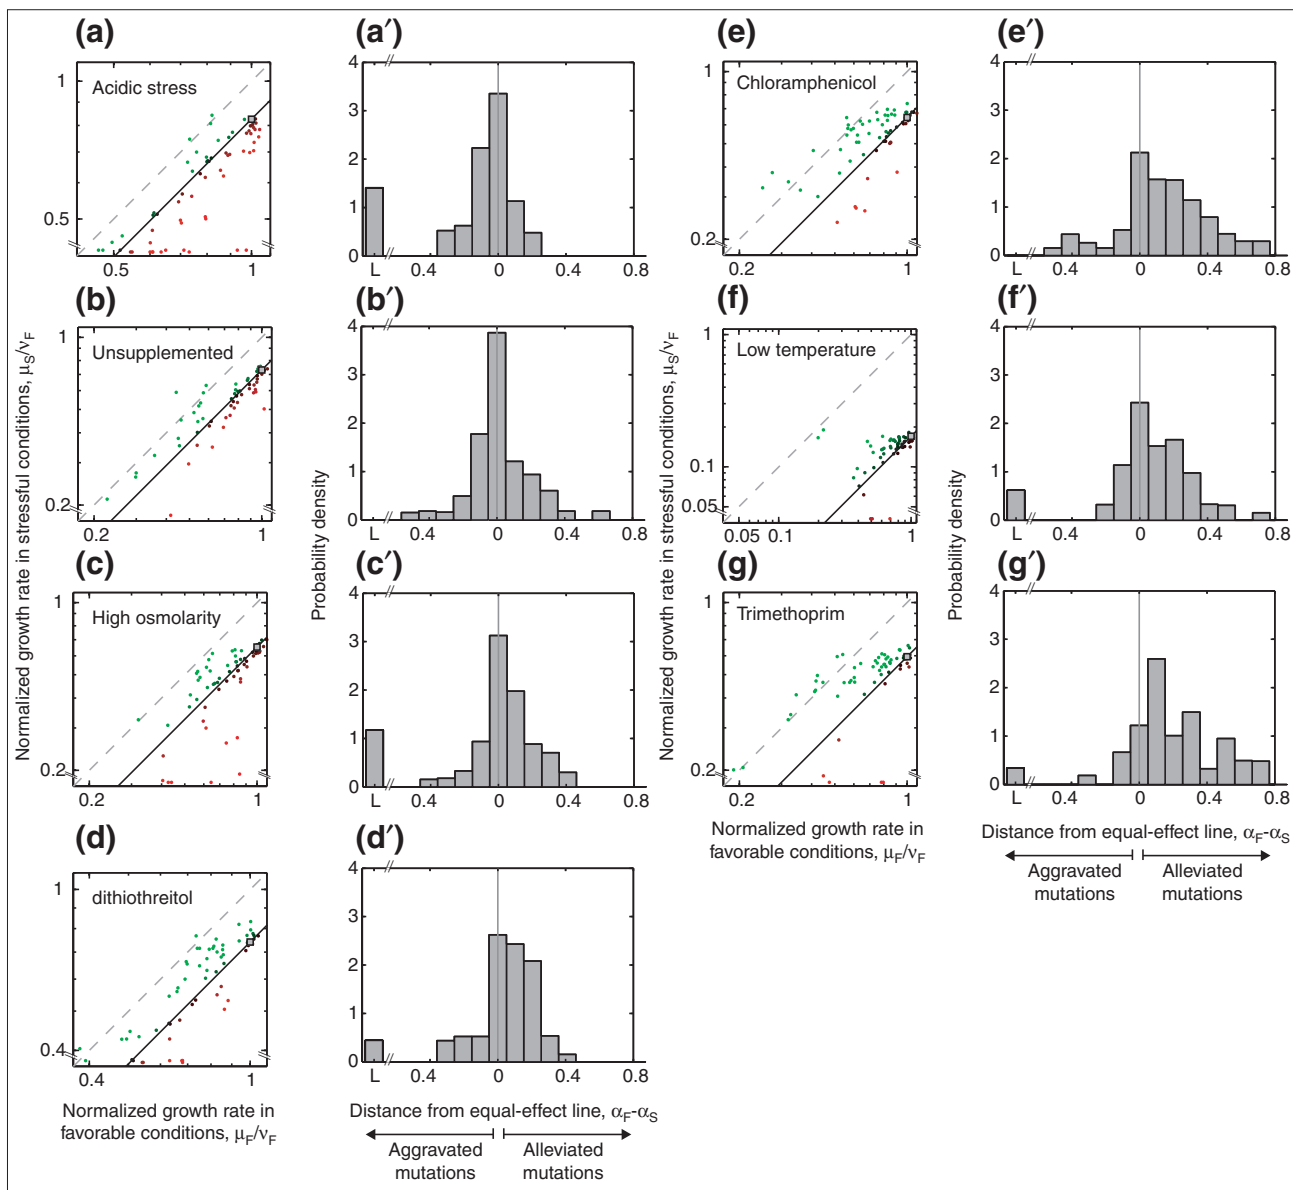 (a)
Acidic stress
1
0.5
0.5
1
(a′)
4
3
2
1
0
L
0.4
0
0.4
0.8
(b)
Unsupplemented
1
0.2
0.2
1
(b′)
4
3
2
1
0
0.4
0
0.4
0.8
(c)
High osmolarity
1
0.2
0.2
1
(c′)
4
3
2
1
0
L
0.4
0
0.4
0.8
(d)
dithiothreitol
1
0.4
0.4
1
(d′)
4
3
2
1
0
L
0.4
0
0.4
0.8
Normalized growth rate in stressful conditions, μS/νF
Probability density
Normalized growth rate in
favorable conditions, μF/νF
Distance from equal-effect line, αF-αS
Aggravated
mutations
Alleviated
mutations
(e)
Chloramphenicol
1
0.2
0.2
1
(e′)
4
3
2
1
0
L
0.4
0
0.4
0.8
(f)
Low temperature
1
0.1
0.05
0.05
0.1
1
(f′)
4
3
2
1
0
L
0.4
0
0.4
0.8
(g)
Trimethoprim
1
0.2
0.2
1
(g′)
4
3
2
1
0
L
0.4
0
0.4
0.8
Normalized growth rate in stressful conditions, μS/νF
Probability density
Normalized growth rate in
favorable conditions, μF/νF
Distance from equal-effect line, αF-αS
Aggravated
mutations
Alleviated
mutations